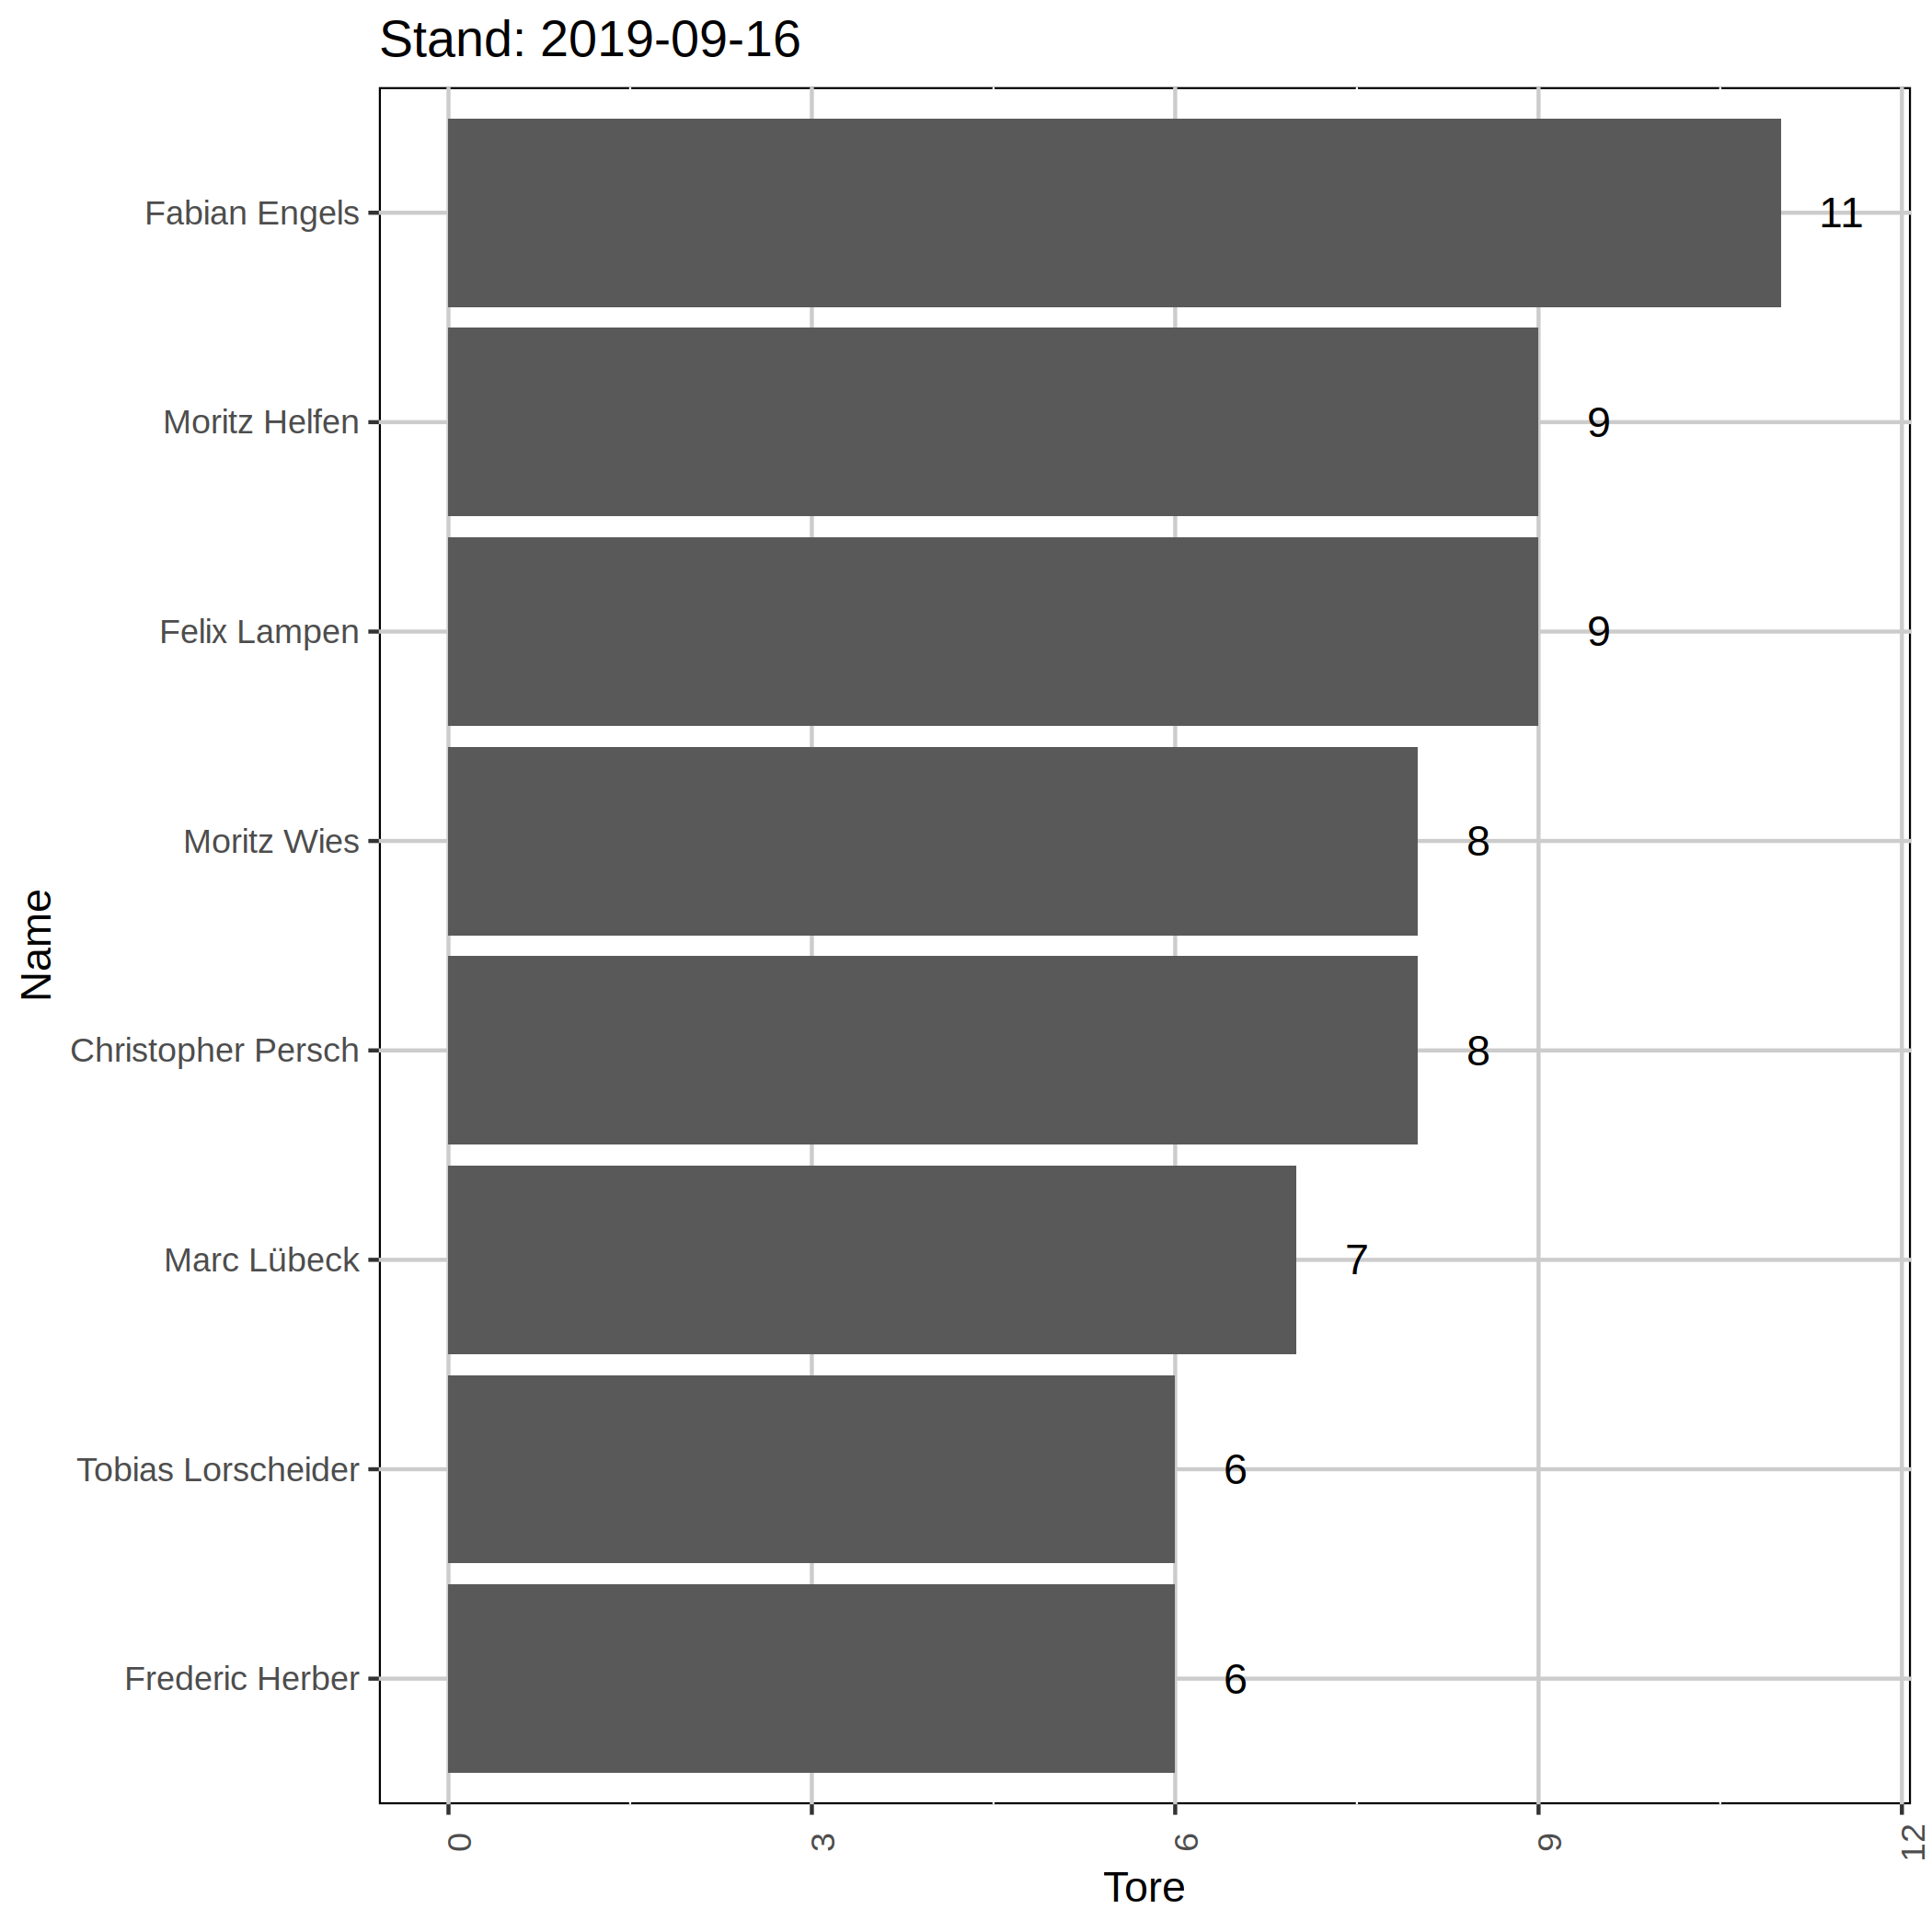 Stand: 2019-09-16
Name
Fabian Engels 11
Moritz Helfen 9
Felix Lampen 9
Moritz Wies 8
Christopher Persch 8
Marc Lübeck 7
Tobias Lorscheider 6
Frederic Herber 6
0 3 6 9 12
Tore